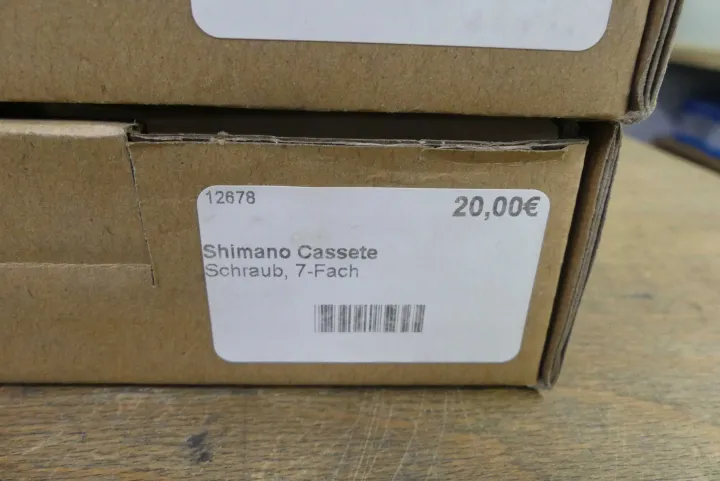 12678
20,00€
Shimano Cassete
Schraub, 7-Fach